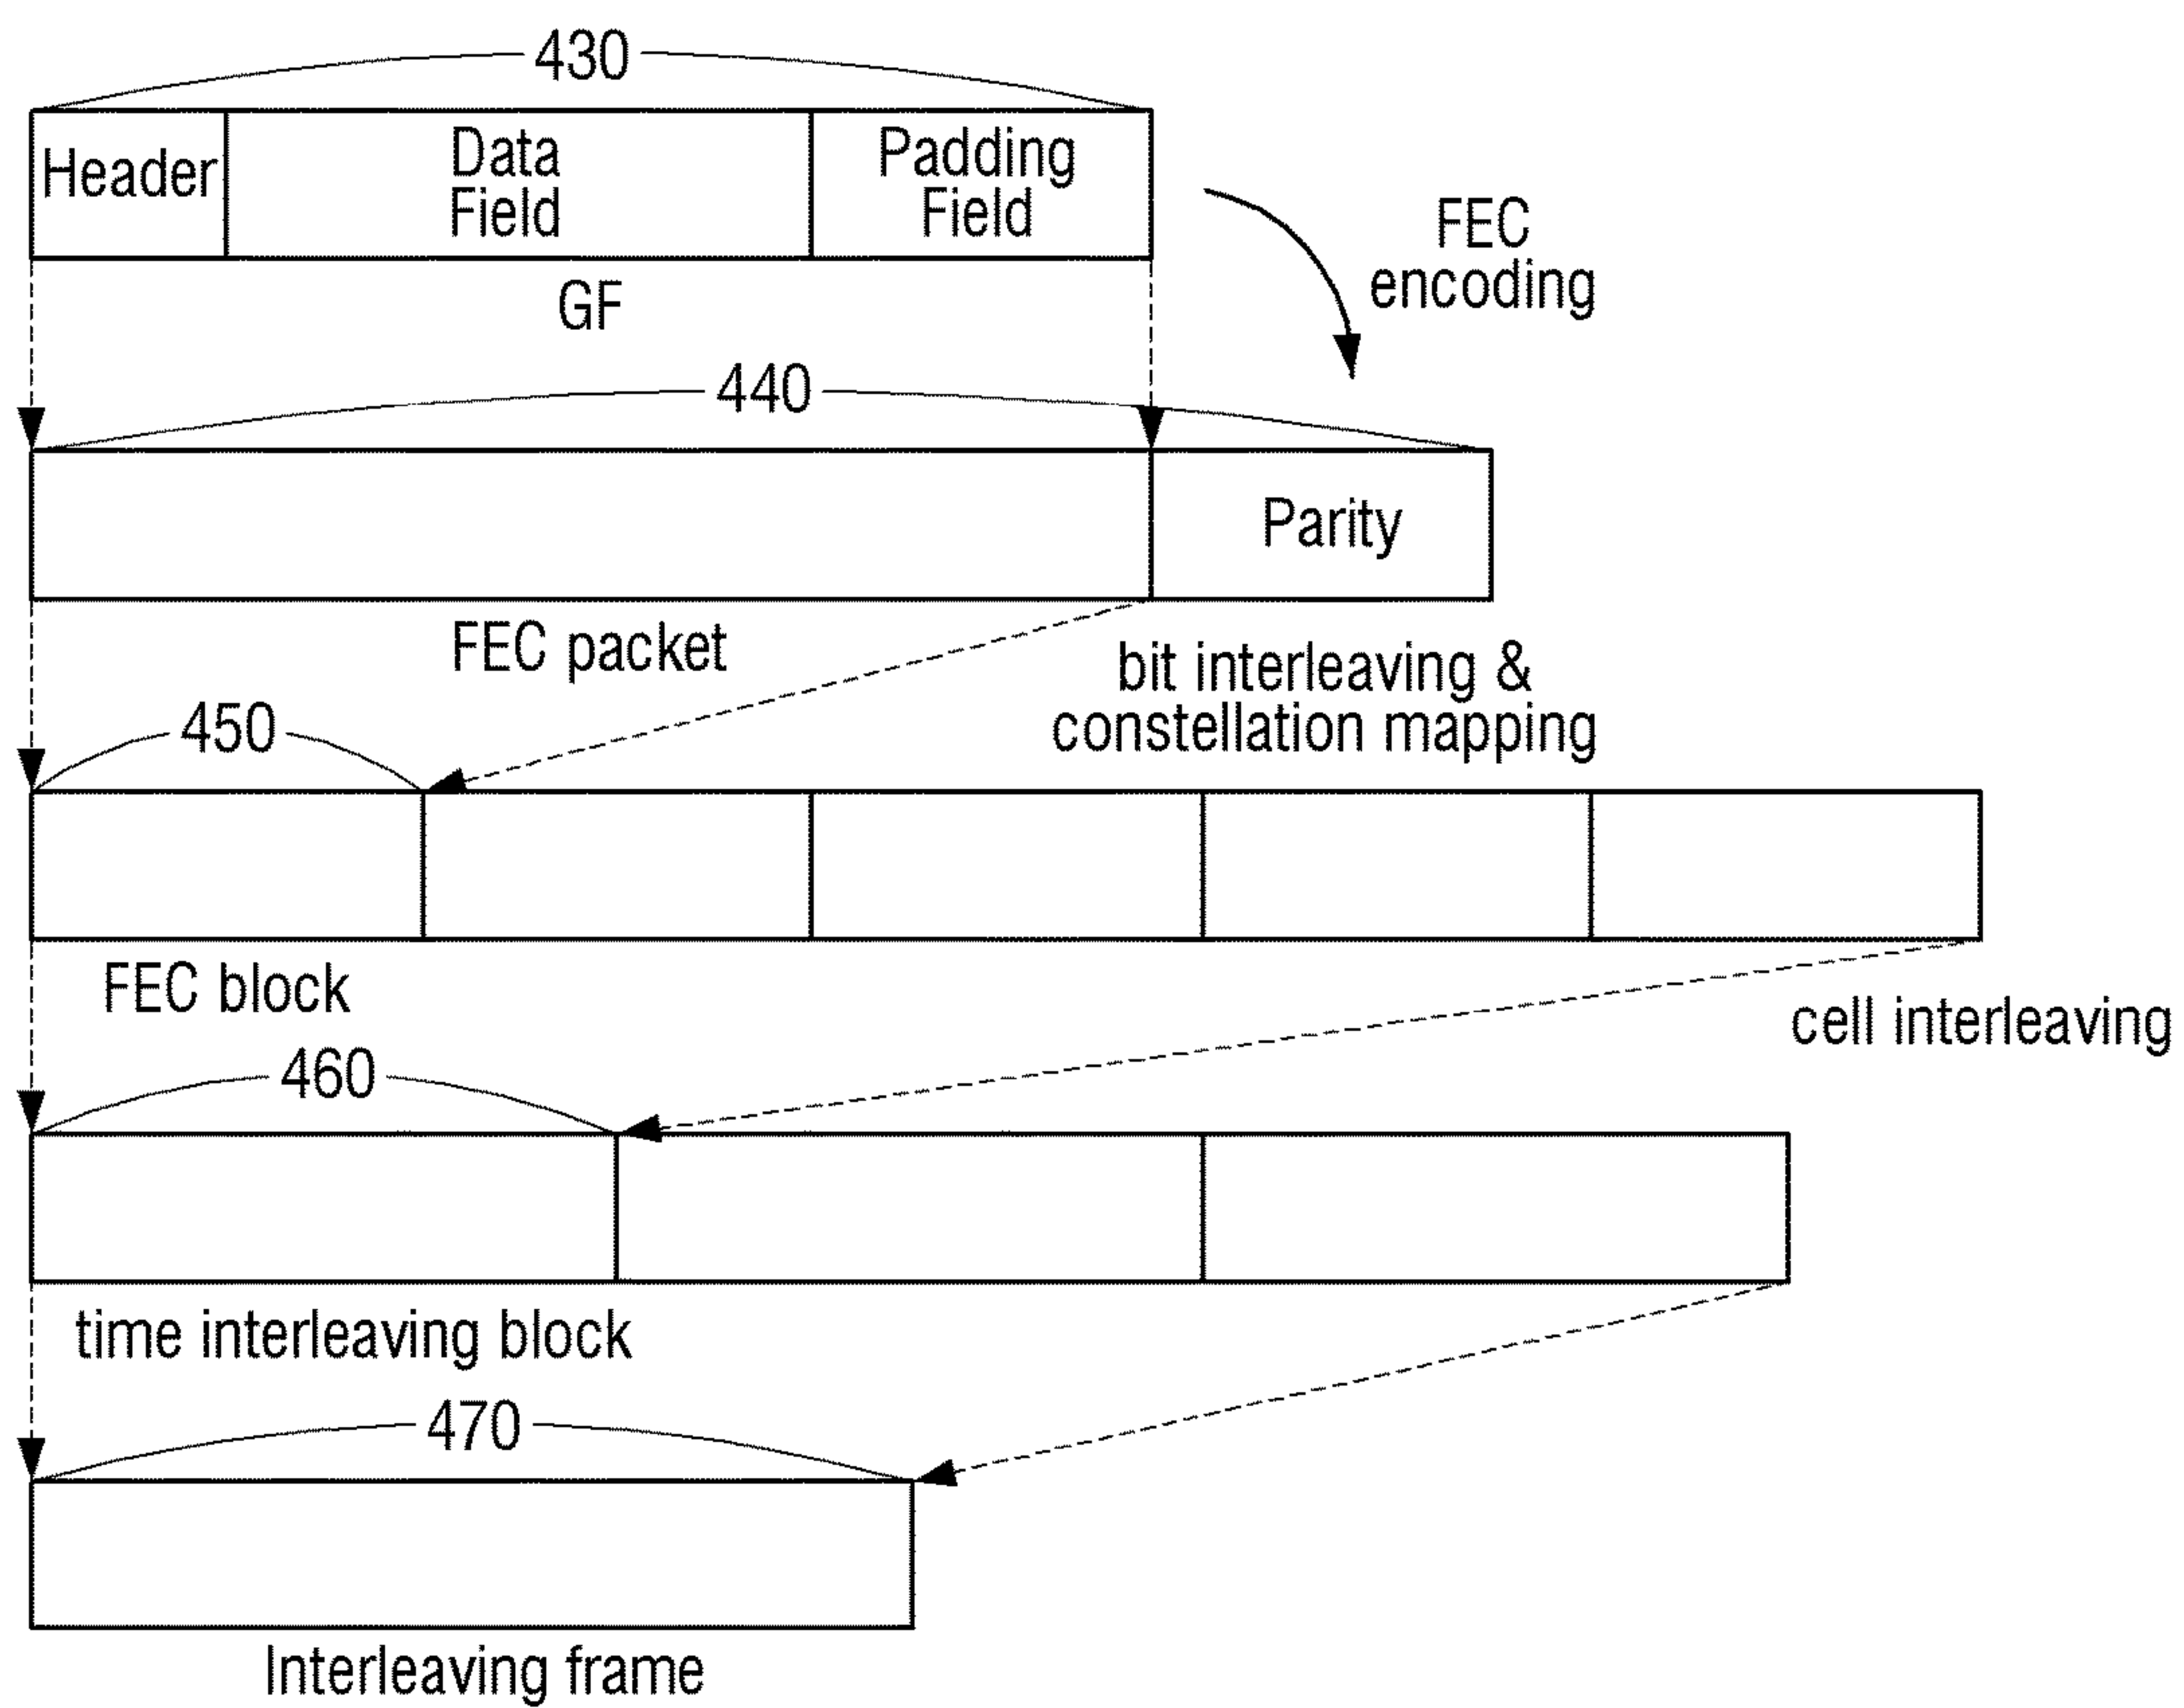 430
Header
Data
Field
Padding
Field
FEC
encoding
GF
440
Parity
FEC packet
bit interleaving &
constellation mapping
450
FEC block
cell interleaving
460
time interleaving block
470
Interleaving frame